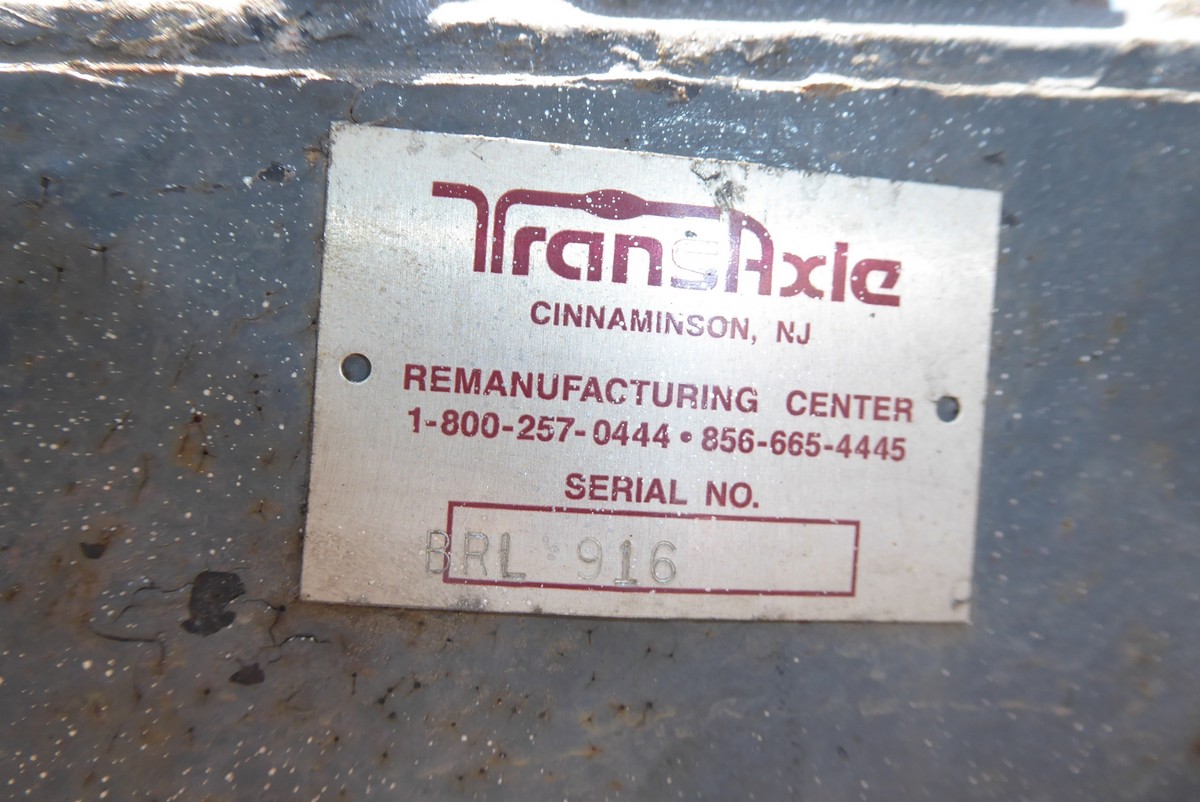 TransAxle
CINNAMINSON, NJ
REMANUFACTURING CENTER
1-800-257-0444 • 856-665-4445
SERIAL NO.
BRL 916